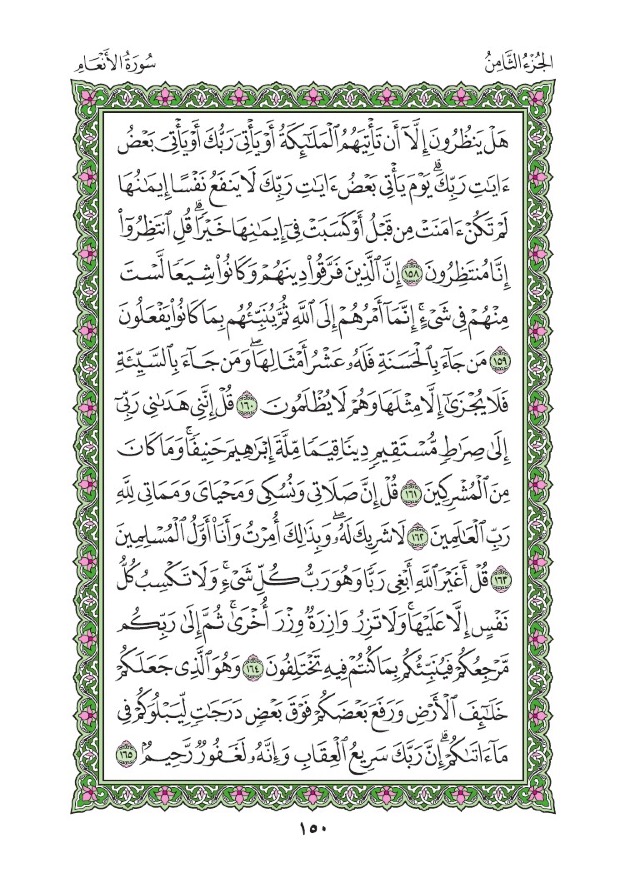 الجُزْءُ الثَّامِنُ
سُورَةُ الأَنْعَامِ
هَلۡ يَنظُرُونَ إِلَّآ أَن تَأۡتِيَهُمُ ٱلۡمَلَٰٓئِكَةُ أَوۡ يَأۡتِيَ رَبُّكَ أَوۡ يَأۡتِيَ بَعۡضُ
ءَايَٰتِ رَبِّكَۗ يَوۡمَ يَأۡتِي بَعۡضُ ءَايَٰتِ رَبِّكَ لَا يَنفَعُ نَفۡسًا إِيمَٰنُهَا
لَمۡ تَكُنۡ ءَامَنَتۡ مِن قَبۡلُ أَوۡ كَسَبَتۡ فِيٓ إِيمَٰنِهَا خَيۡرٗاۗ قُلِ ٱنتَظِرُوٓاْ
إِنَّا مُنتَظِرُونَ ١٥٨ إِنَّ ٱلَّذِينَ فَرَّقُواْ دِينَهُمۡ وَكَانُواْ شِيَعٗا لَّسۡتَ
مِنۡهُمۡ فِي شَيۡءٍۚ إِنَّمَآ أَمۡرُهُمۡ إِلَى ٱللَّهِ ثُمَّ يُنَبِّئُهُم بِمَا كَانُواْ يَفۡعَلُونَ
١٥٩ مَن جَآءَ بِٱلۡحَسَنَةِ فَلَهُۥ عَشۡرُ أَمۡثَالِهَاۖ وَمَن جَآءَ بِٱلسَّيِّئَةِ
فَلَا يُجۡزَىٰٓ إِلَّا مِثۡلَهَا وَهُمۡ لَا يُظۡلَمُونَ ١٦٠ قُلۡ إِنَّنِي هَدَىٰنِي رَبِّيٓ
إِلَىٰ صِرَٰطٖ مُّسۡتَقِيمٖ دِينٗا قِيَمٗا مِّلَّةَ إِبۡرَٰهِيمَ حَنِيفٗاۚ وَمَا كَانَ
مِنَ ٱلۡمُشۡرِكِينَ ١٦١ قُلۡ إِنَّ صَلَاتِي وَنُسُكِي وَمَحۡيَايَ وَمَمَاتِي لِلَّهِ
رَبِّ ٱلۡعَٰلَمِينَ ١٦٢ لَا شَرِيكَ لَهُۥۖ وَبِذَٰلِكَ أُمِرۡتُ وَأَنَا۠ أَوَّلُ ٱلۡمُسۡلِمِينَ
١٦٣ قُلۡ أَغَيۡرَ ٱللَّهِ أَبۡغِي رَبّٗا وَهُوَ رَبُّ كُلِّ شَيۡءٖۚ وَلَا تَكۡسِبُ كُلُّ
نَفۡسٍ إِلَّا عَلَيۡهَاۚ وَلَا تَزِرُ وَازِرَةٞ وِزۡرَ أُخۡرَىٰۚ ثُمَّ إِلَىٰ رَبِّكُم
مَّرۡجِعُكُمۡ فَيُنَبِّئُكُم بِمَا كُنتُمۡ فِيهِ تَخۡتَلِفُونَ ١٦٤ وَهُوَ ٱلَّذِي جَعَلَكُمۡ
خَلَٰٓئِفَ ٱلۡأَرۡضِ وَرَفَعَ بَعۡضَكُمۡ فَوۡقَ بَعۡضٖ دَرَجَٰتٖ لِّيَبۡلُوَكُمۡ فِي
مَآ ءَاتَىٰكُمۡۗ إِنَّ رَبَّكَ سَرِيعُ ٱلۡعِقَابِ وَإِنَّهُۥ لَغَفُورٞ رَّحِيمُۢ ١٦٥
١٥٠